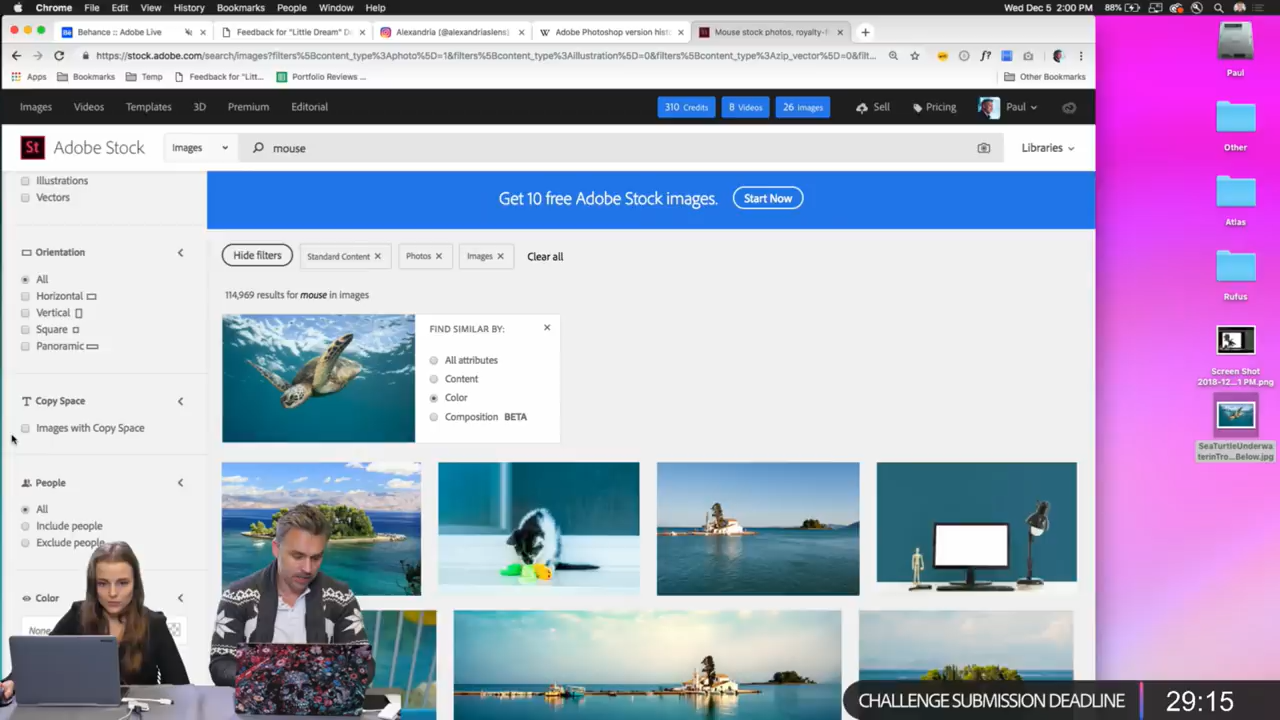 Chrome File Edit View History Bookmarks People Window Help
88% Wed Dec 5 2:00 PM
Behance :: Adobe Live
Feedback for "Little Dream" D...
Alexandria (@alexandriaslens)
Adobe Photoshop version hist
Mouse stock photos, royalty-f
https://stock.adobe.com/search/images?filters%5Bcontent_type%3Aphoto%5D=1&filters%5Bcontent_type%3Aillustration%5D=0&filters%5Bcontent_type%3Azip_vector%5D=0&filt...
Apps Bookmarks Temp Feedback for "Litt... Portfolio Reviews ... Other Bookmarks
Images Videos Templates 3D Premium Editorial 310 Credits 8 Videos 26 Images Sell Pricing Paul
St Adobe Stock Images mouse Libraries
Illustrations
Vectors
Get 10 free Adobe Stock images. Start Now
Orientation
All
Horizontal
Vertical
Square
Panoramic
Copy Space
Images with Copy Space
People
All
Include people
Exclude people
Color
None
Hide filters Standard Content Photos Images Clear all
114,969 results for mouse in images
FIND SIMILAR BY:
All attributes
Content
Color
Composition BETA
Paul
Other
Atlas
Rufus
Screen Shot
2018-12...1 PM.png
SeaTurtleUnderwa
terinTro...Below.jpg
CHALLENGE SUBMISSION DEADLINE 29:15